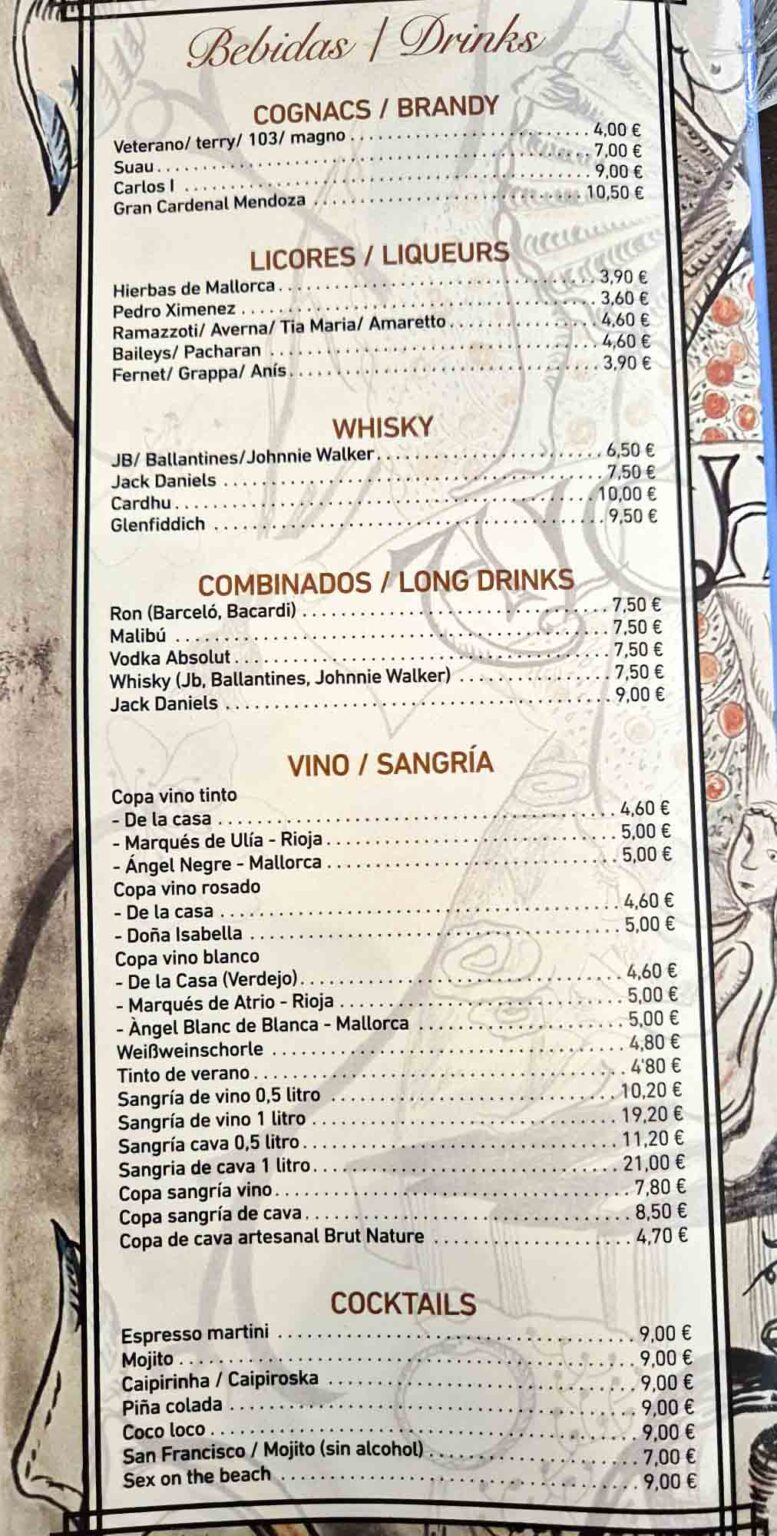 Bebidas / Drinks
COGNACS / BRANDY
Veterano/ terry/ 103/ magno 4,00 €
Suau 7,00 €
Carlos I 9,00 €
Gran Cardenal Mendoza 10,50 €
LICORES / LIQUEURS
Hierbas de Mallorca 3,90 €
Pedro Ximenez 3,60 €
Ramazzoti/ Averna/ Tia Maria/ Amaretto 4,60 €
Baileys/ Pacharan 4,60 €
Fernet/ Grappa/ Anís 3,90 €
WHISKY
JB/ Ballantines/Johnnie Walker 6,50 €
Jack Daniels 7,50 €
Cardhu 10,00 €
Glenfiddich 9,50 €
COMBINADOS / LONG DRINKS
Ron (Barceló, Bacardi) 7,50 €
Malibú 7,50 €
Vodka Absolut 7,50 €
Whisky (Jb, Ballantines, Johnnie Walker) 7,50 €
Jack Daniels 9,00 €
VINO / SANGRÍA
Copa vino tinto
- De la casa 4,60 €
- Marqués de Ulía - Rioja 5,00 €
- Ángel Negre - Mallorca 5,00 €
Copa vino rosado
- De la casa 4,60 €
- Doña Isabella 5,00 €
Copa vino blanco
- De la Casa (Verdejo) 4,60 €
- Marqués de Atrio - Rioja 5,00 €
- Àngel Blanc de Blanca - Mallorca 5,00 €
Weißweinschorle 4,80 €
Tinto de verano 4'80 €
Sangría de vino 0,5 litro 10,20 €
Sangría de vino 1 litro 19,20 €
Sangría cava 0,5 litro 11,20 €
Sangria de cava 1 litro 21,00 €
Copa sangría vino 7,80 €
Copa sangría de cava 8,50 €
Copa de cava artesanal Brut Nature 4,70 €
COCKTAILS
Espresso martini 9,00 €
Mojito 9,00 €
Caipirinha / Caipiroska 9,00 €
Piña colada 9,00 €
Coco loco 9,00 €
San Francisco / Mojito (sin alcohol) 7,00 €
Sex on the beach 9,00 €